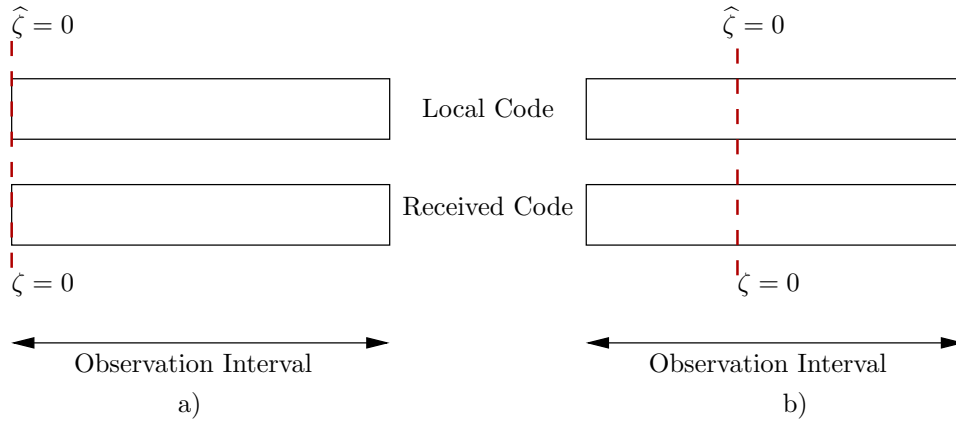 ζ̂ = 0
ζ̂ = 0
Local Code
Received Code
ζ = 0
ζ = 0
Observation Interval
Observation Interval
a)
b)